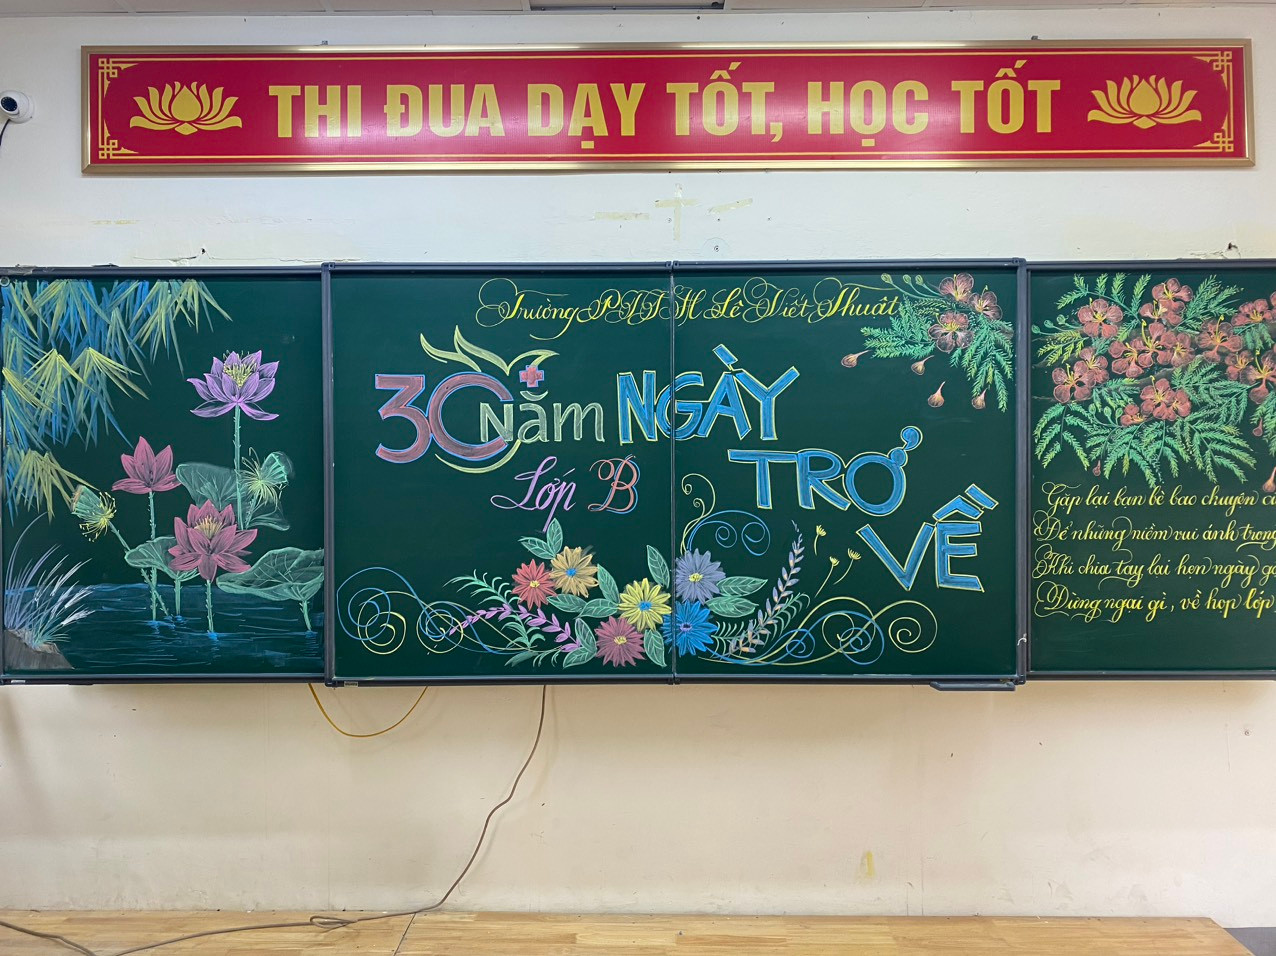 THI ĐUA DẠY TỐT, HỌC TỐT
Trường PTTH Lê Viết Thuật
30+ Năm NGÀY
TRỞ
VỀ
Lớp B
Gặp lại bạn bè bao chuyện
Để những niềm vui ánh trong
Khi chia tay lại hẹn ngày
Đừng ngại gì, về họp lớp